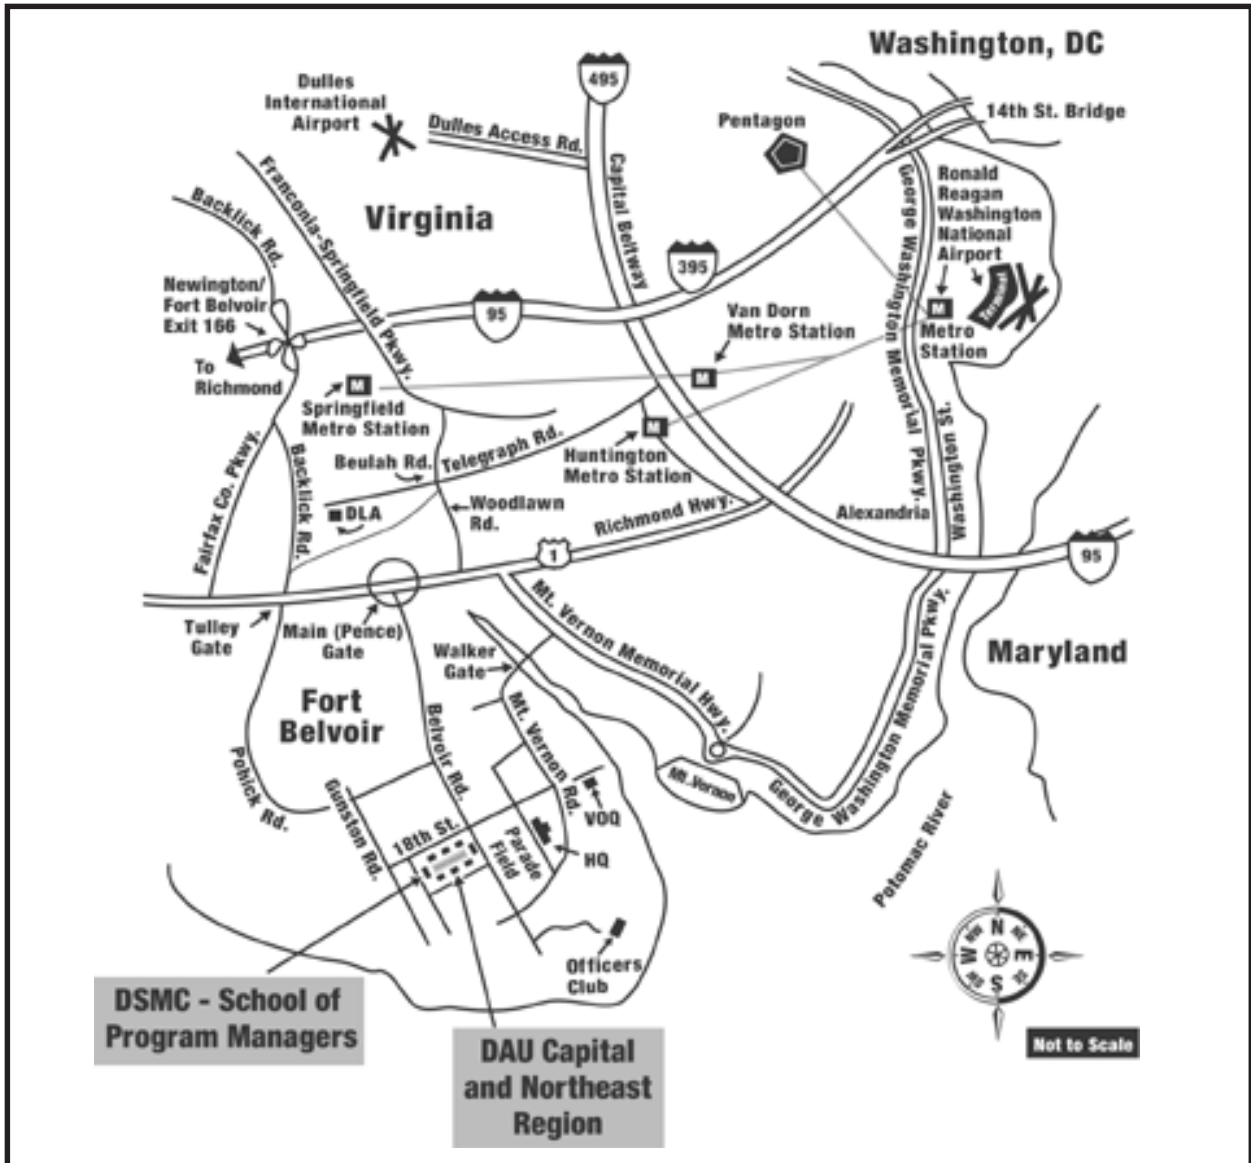 Washington, DC
495
Dulles
International
Airport
Dulles Access Rd.
Pentagon
14th St. Bridge
Franconia-Springfield Pkwy.
Capital Beltway
George Washington Memorial Pkwy.
Ronald
Reagan
Washington
National
Airport
Backlick Rd.
Virginia
395
Newington/
Fort Belvoir
Exit 166
95
Van Dorn
Metro Station
Terminal
M
Metro
Station
To
Richmond
M
Springfield
Metro Station
M
Washington St.
Fairfax Co. Pkwy.
Backlick Rd.
Beulah Rd.
Telegraph Rd.
M
Huntington
Metro Station
DLA
Woodlawn
Rd.
Richmond Hwy.
Alexandria
1
95
Tulley
Gate
Main (Pence)
Gate
Walker
Gate
Mt. Vernon Memorial Hwy.
Maryland
Fort
Belvoir
Belvoir Rd.
Mt. Vernon Rd.
Mt. Vernon
George Washington Memorial Pkwy.
Pohick Rd.
Gunston Rd.
18th St.
Parade
Field
VOQ
HQ
Potomac River
Officers
Club
N
NE
E
SE
S
SW
W
NW
DSMC - School of
Program Managers
DAU Capital
and Northeast
Region
Not to Scale